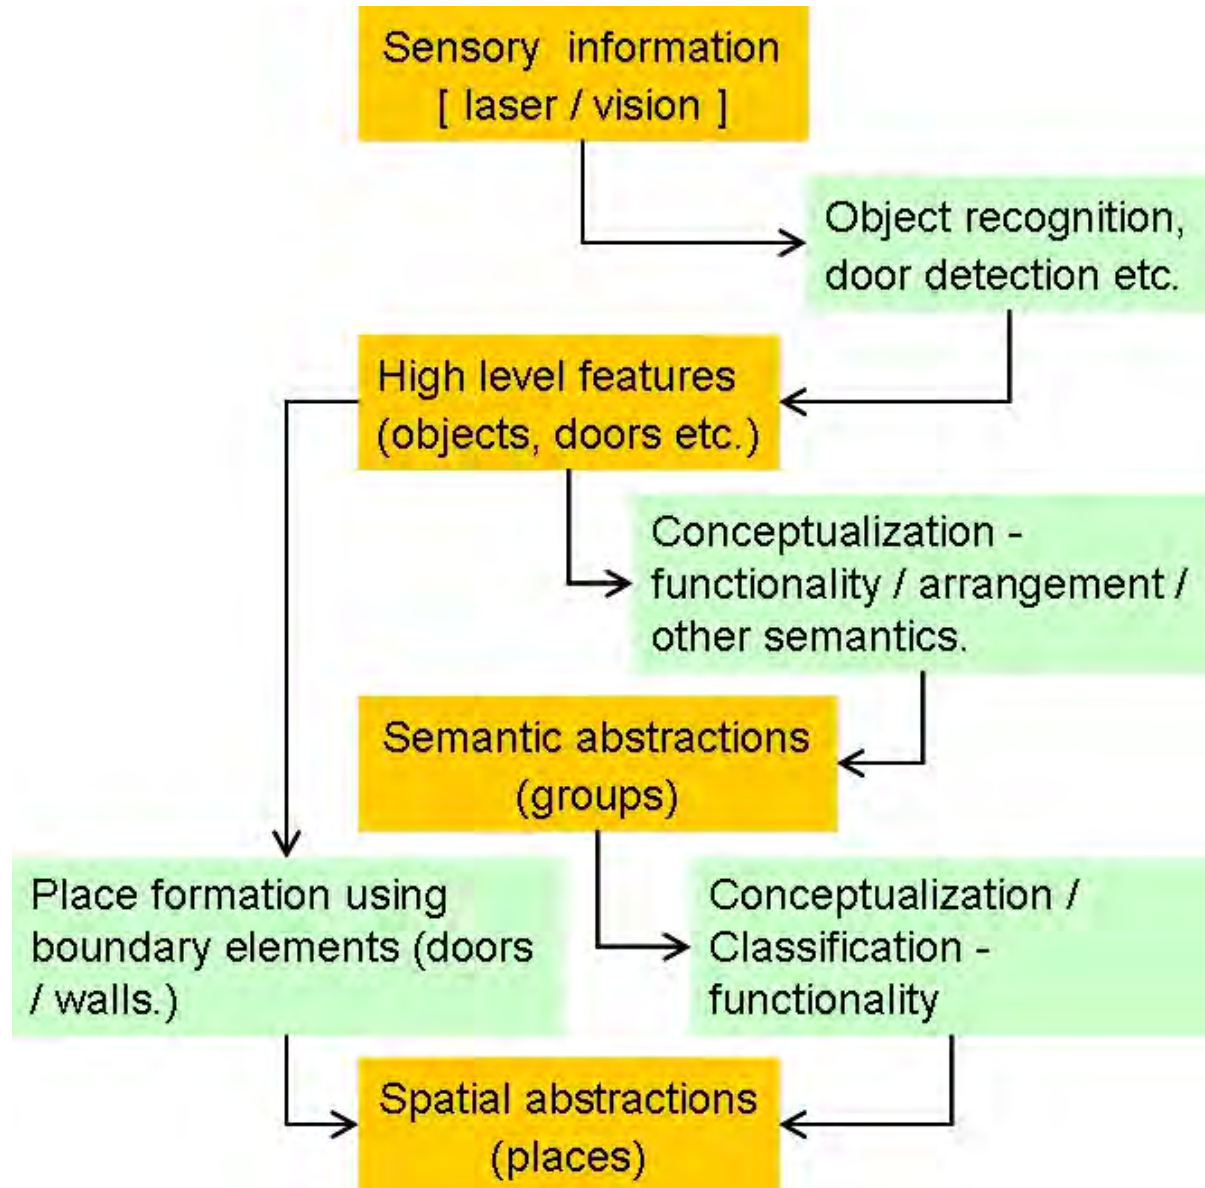 Sensory information
[ laser / vision ]
Object recognition,
door detection etc.
High level features
(objects, doors etc.)
Conceptualization -
functionality / arrangement /
other semantics.
Semantic abstractions
(groups)
Place formation using
boundary elements (doors
/ walls.)
Conceptualization /
Classification -
functionality
Spatial abstractions
(places)